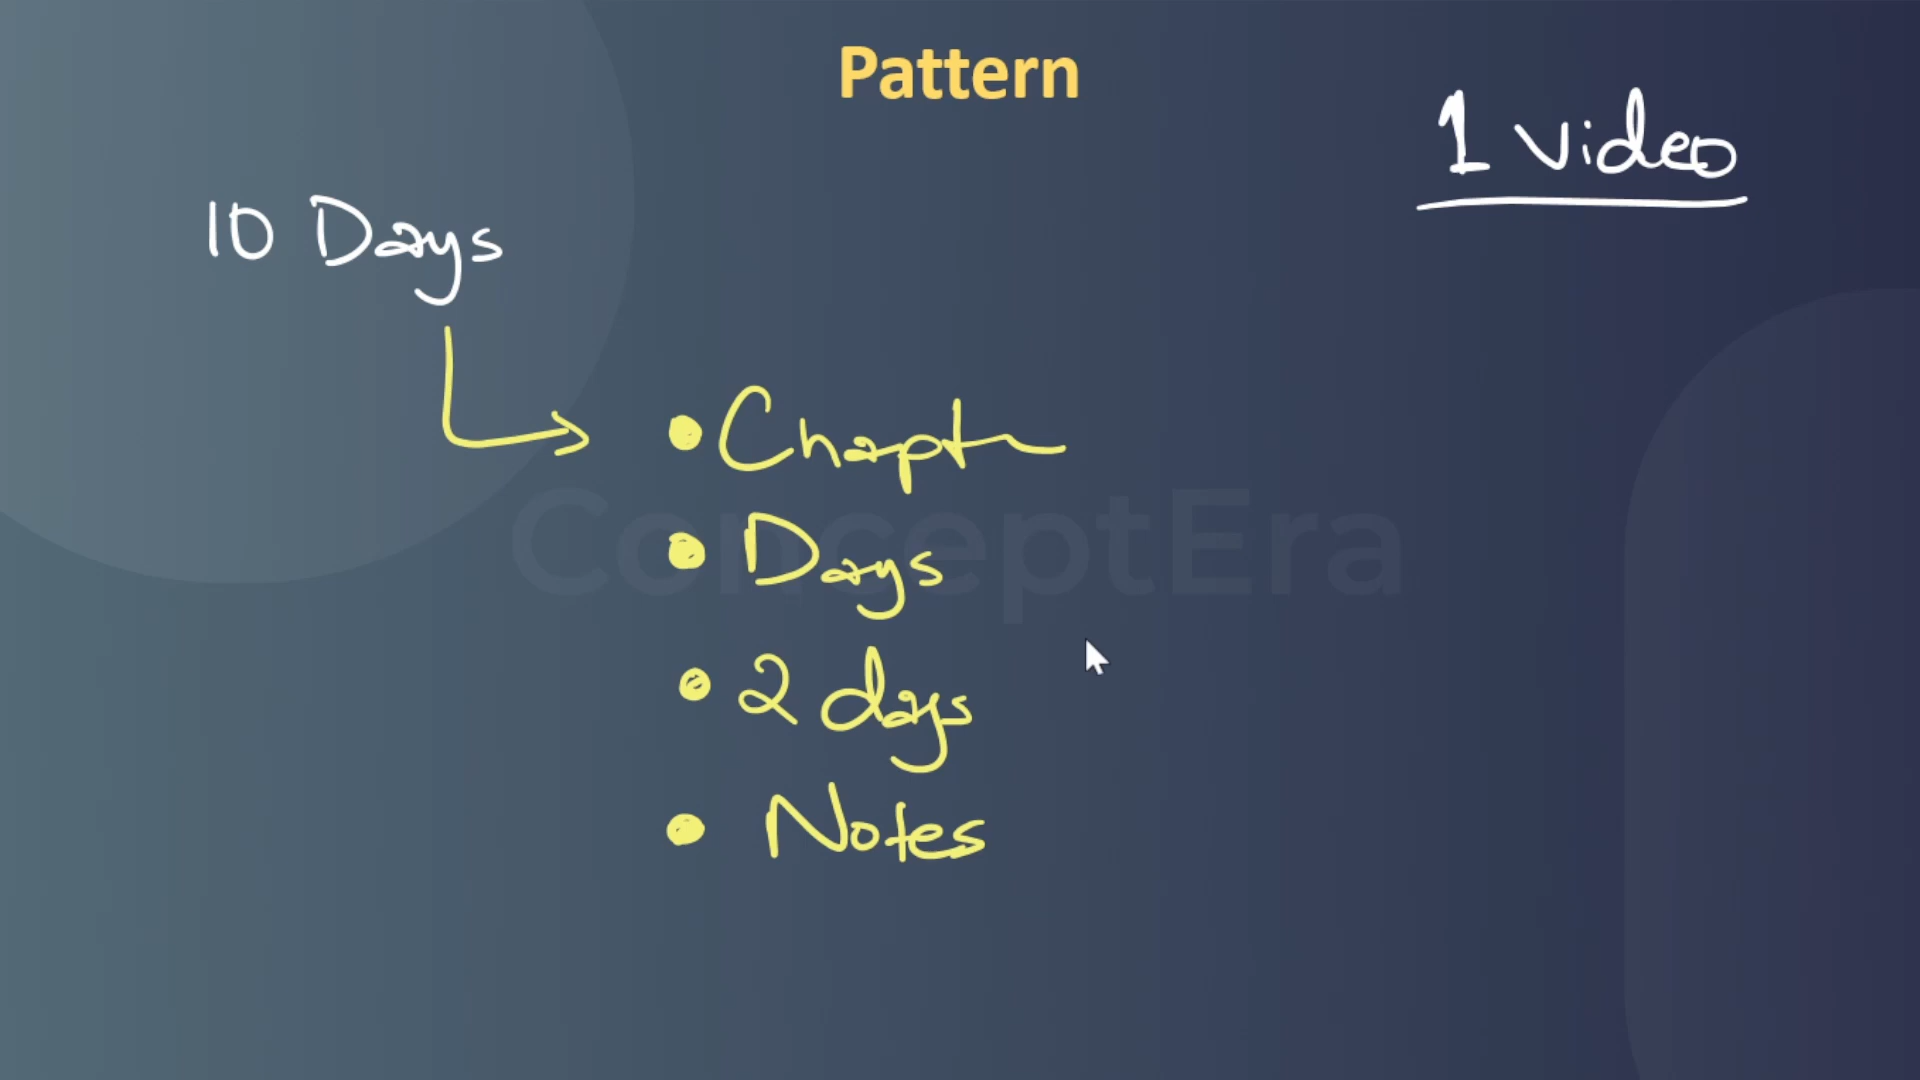 Pattern
1 video
10 Days
• Chapter
• Days
• 2 days
• Notes
ConceptEra